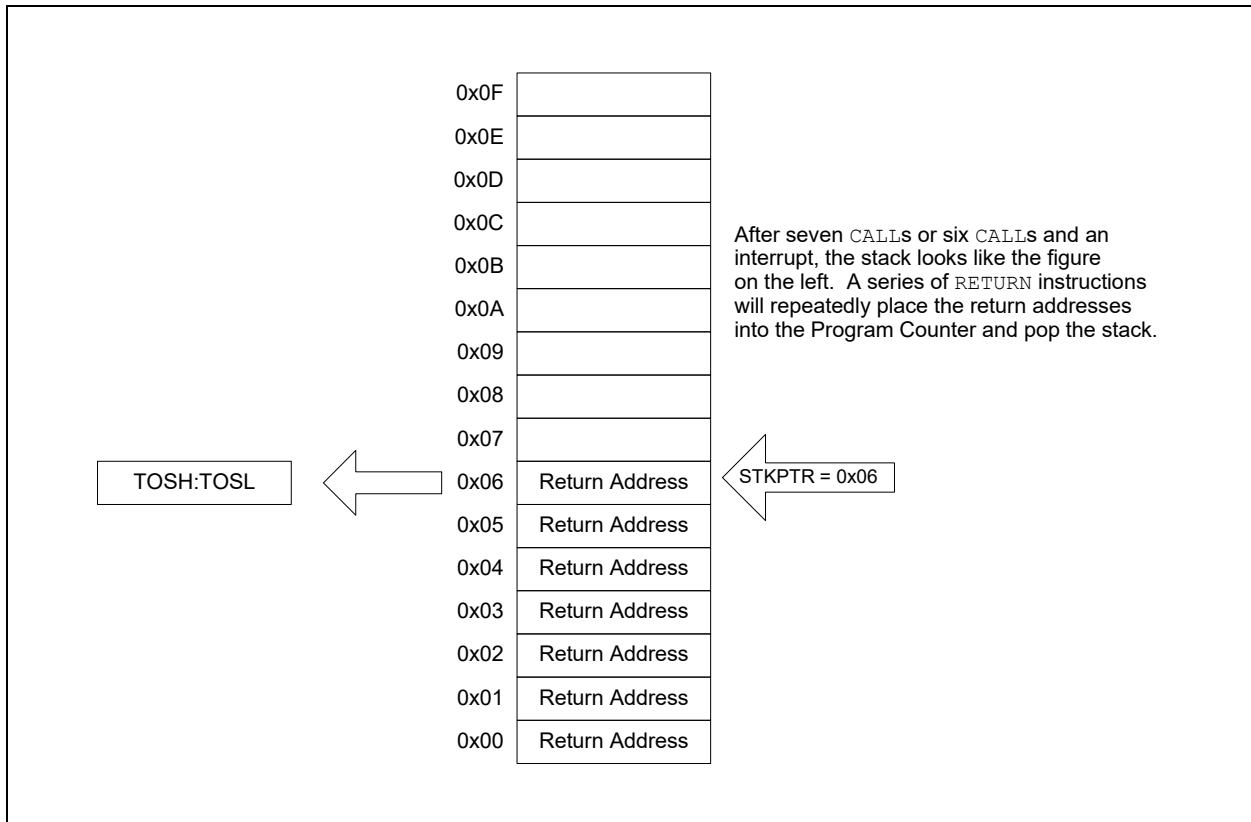 0x0F
0x0E
0x0D
0x0C
0x0B
0x0A
0x09
0x08
0x07
After seven CALLs or six CALLs and an
interrupt, the stack looks like the figure
on the left. A series of RETURN instructions
will repeatedly place the return addresses
into the Program Counter and pop the stack.
TOSH:TOSL
0x06 Return Address
STKPTR = 0x06
0x05 Return Address
0x04 Return Address
0x03 Return Address
0x02 Return Address
0x01 Return Address
0x00 Return Address